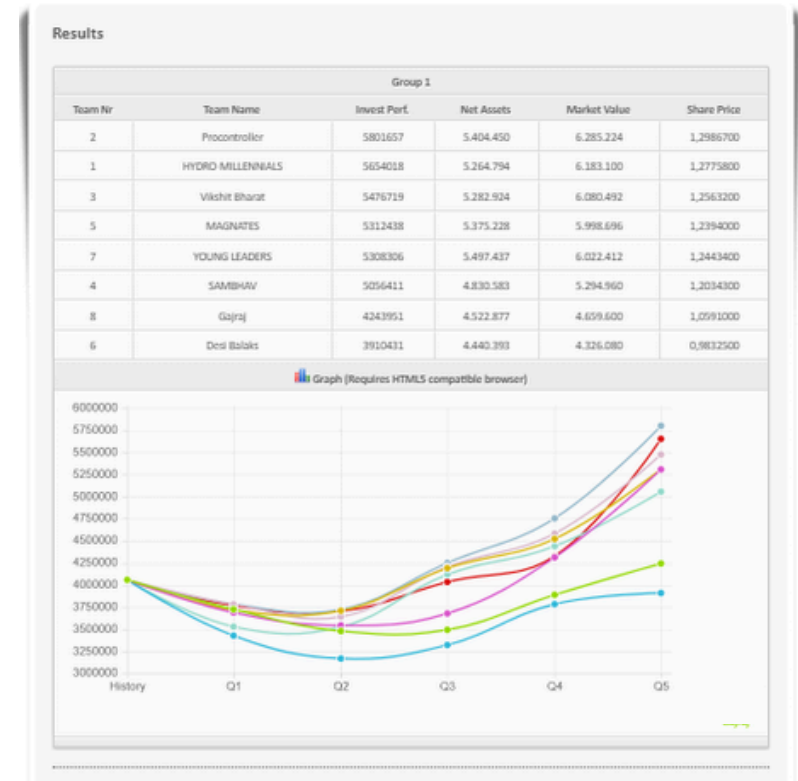 Results
Group 1
Team Nr Team Name Invest Perf. Net Assets Market Value Share Price
2 Procontroller 5801657 5.404.450 6.285.224 1,2986700
1 HYDRO MILLENNIALS 5654018 5.264.794 6.183.100 1,2775800
3 Vikshit Bharat 5476719 5.282.924 6.080.492 1,2563200
5 MAGNATES 5312438 5.375.228 5.998.696 1,2394000
7 YOUNG LEADERS 5308306 5.497.437 6.022.412 1,2443400
4 SAMBHAV 5056411 4.830.583 5.294.960 1,2034300
8 Gajraj 4243951 4.522.877 4.659.600 1,0591000
6 Desi Balaks 3910431 4.440.393 4.326.080 0,9832500
Graph (Requires HTML5 compatible browser)
6000000
5750000
5500000
5250000
5000000
4750000
4500000
4250000
4000000
3750000
3500000
3250000
3000000
History Q1 Q2 Q3 Q4 Q5